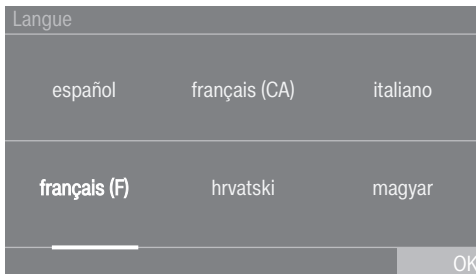 Langue
español français (CA) italiano
français (F) hrvatski magyar
OK